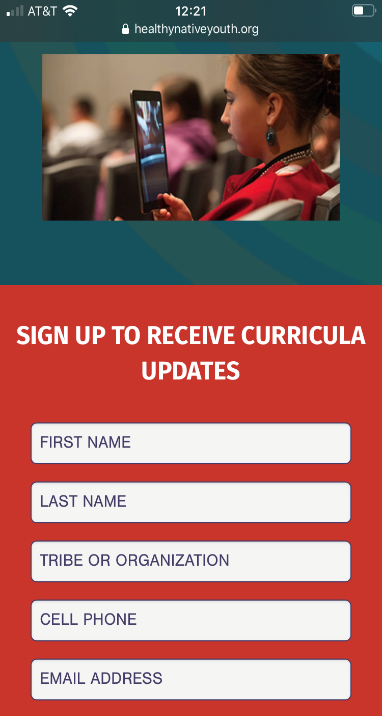 AT&T 12:21
healthynativeyouth.org
SIGN UP TO RECEIVE CURRICULA
UPDATES
FIRST NAME
LAST NAME
TRIBE OR ORGANIZATION
CELL PHONE
EMAIL ADDRESS